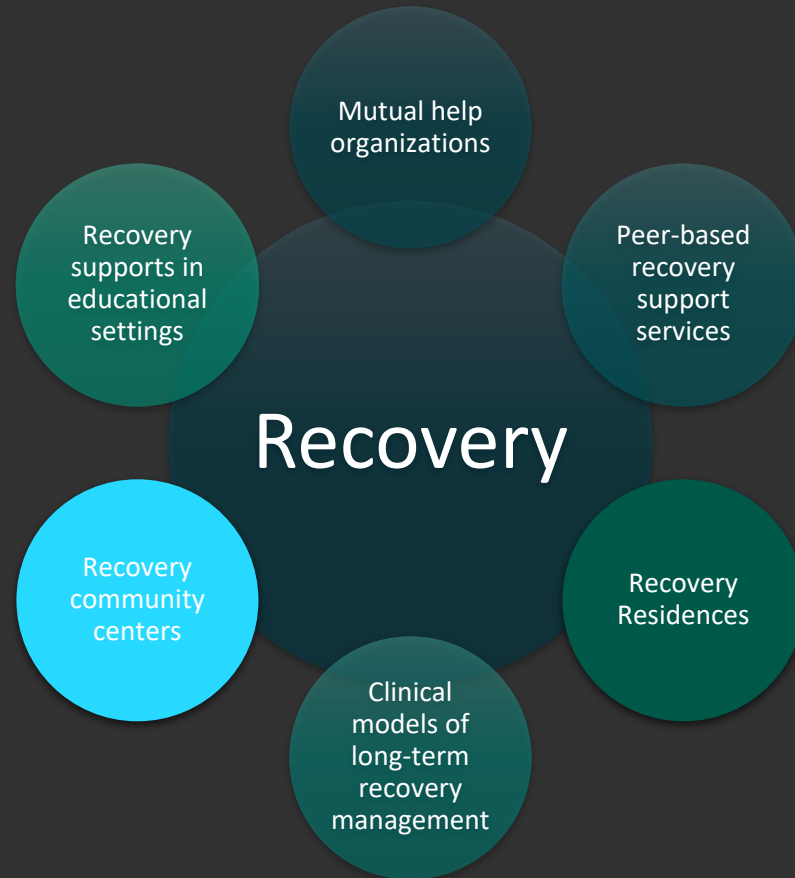 Mutual help
organizations
Peer-based
recovery
support
services
Recovery
Residences
Clinical
models of
long-term
recovery
management
Recovery
community
centers
Recovery
supports in
educational
settings
Recovery